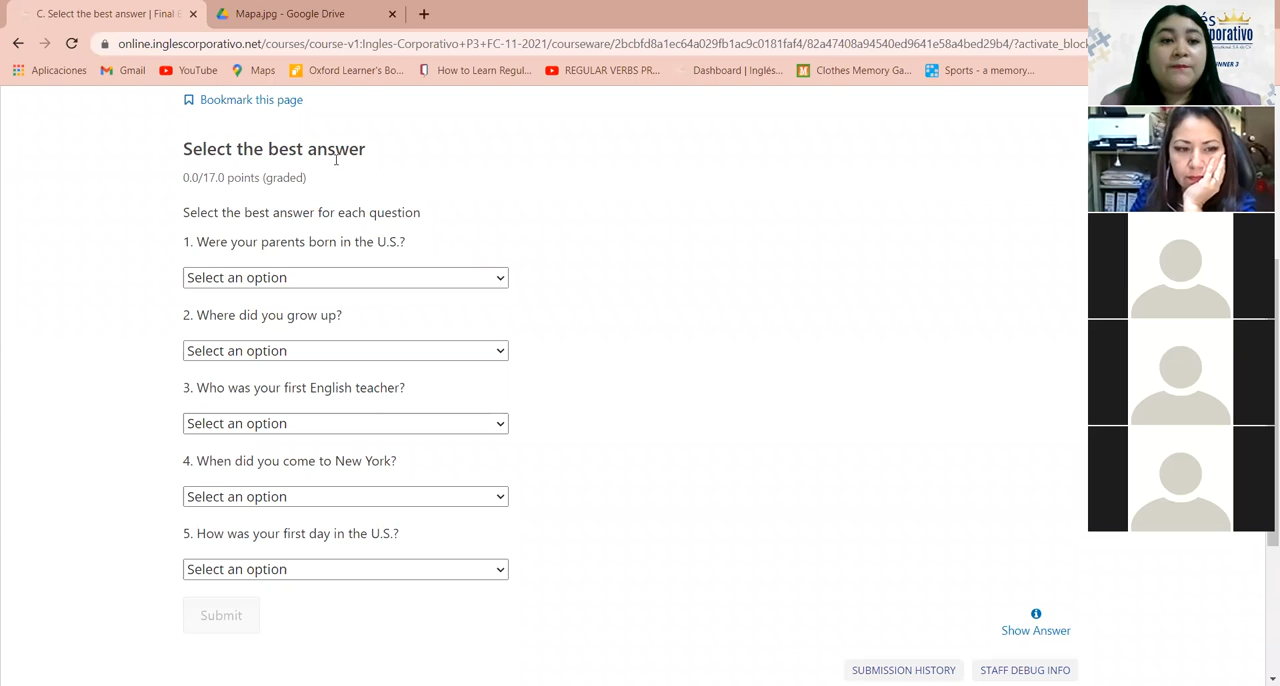 C. Select the best answer | Final E
Mapa.jpg - Google Drive
online.inglescorporativo.net/courses/course-v1:Ingles-Corporativo+P3+FC-11-2021/courseware/2bcbfd8a1ec64a029fb1ac9c0181faf4/82a47408a94540ed9641e58a4bed29b4/?activate_block
Aplicaciones
Gmail
YouTube
Maps
Oxford Learner's Bo...
How to Learn Regul...
REGULAR VERBS PR...
Dashboard | Inglés...
Clothes Memory Ga...
Sports - a memory...
Bookmark this page
Select the best answer
0.0/17.0 points (graded)
Select the best answer for each question
1. Were your parents born in the U.S.?
Select an option
2. Where did you grow up?
Select an option
3. Who was your first English teacher?
Select an option
4. When did you come to New York?
Select an option
5. How was your first day in the U.S.?
Select an option
Submit
Show Answer
SUBMISSION HISTORY
STAFF DEBUG INFO